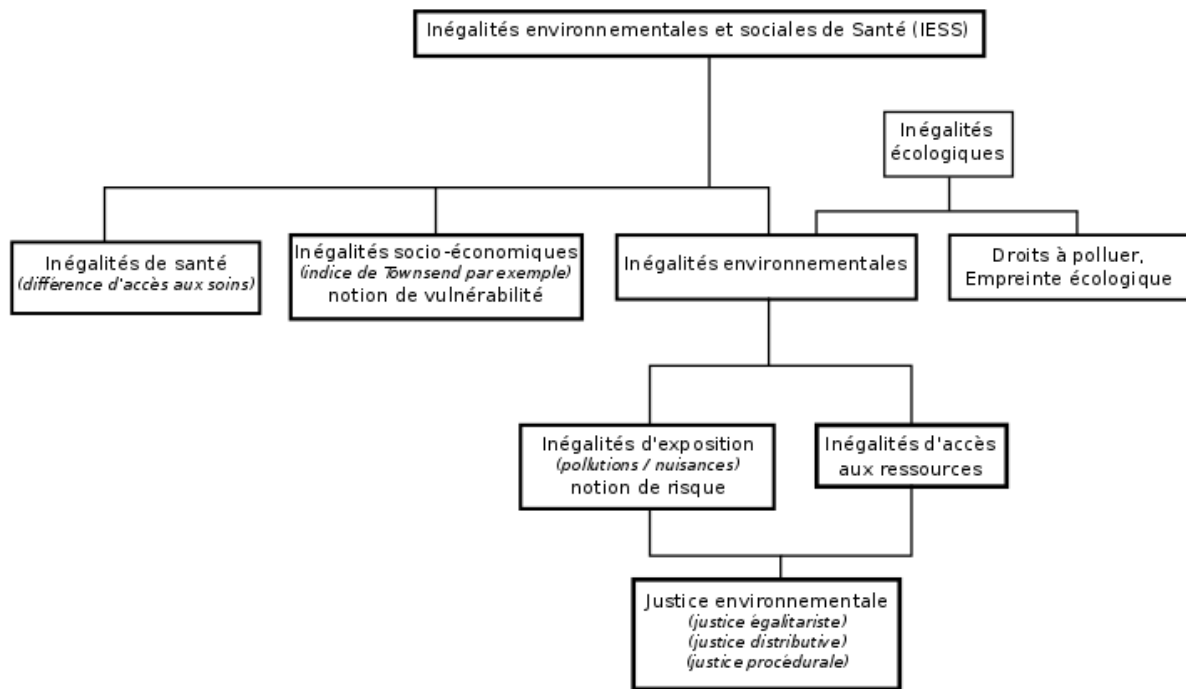 Inégalités environnementales et sociales de Santé (IESS)
Inégalités
écologiques
Inégalités de santé
(différence d'accès aux soins)
Inégalités socio-économiques
(indice de Townsend par exemple)
notion de vulnérabilité
Inégalités environnementales
Droits à polluer,
Empreinte écologique
Inégalités d'exposition
(pollutions / nuisances)
notion de risque
Inégalités d'accès
aux ressources
Justice environnementale
(justice égalitariste)
(justice distributive)
(justice procédurale)